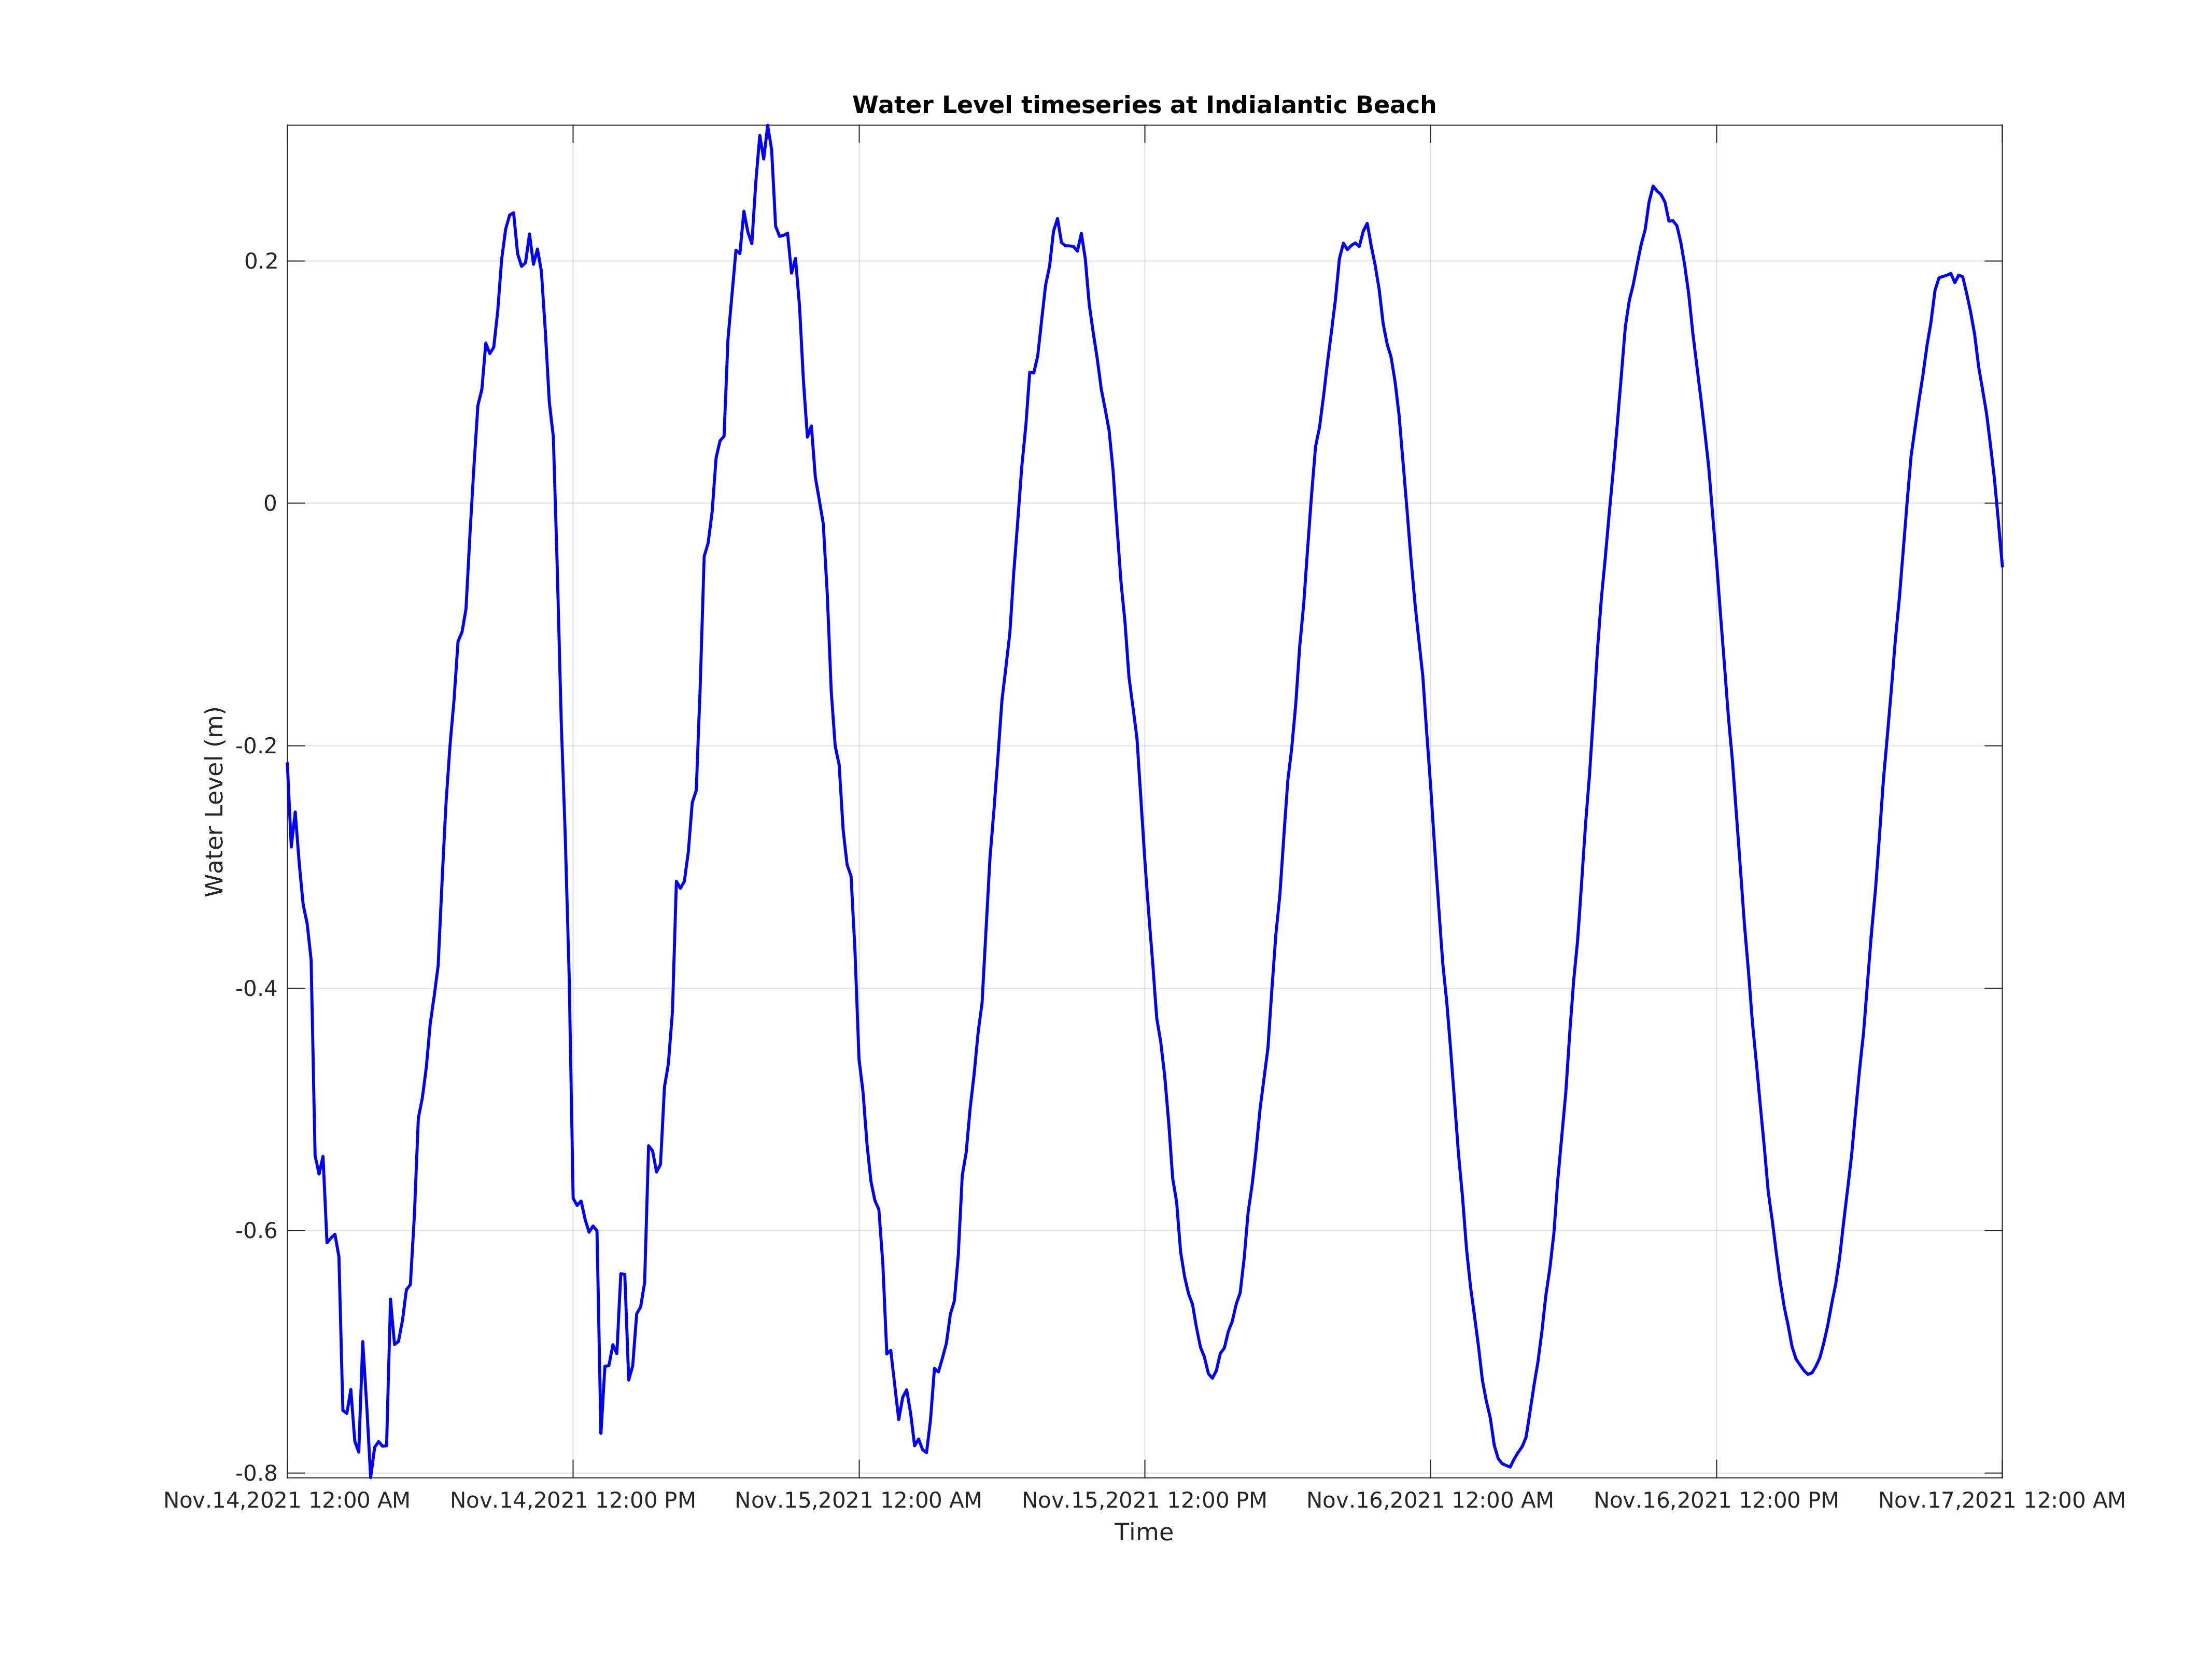 Water Level timeseries at Indialantic Beach
0.2
0
-0.2
-0.4
-0.6
-0.8
Water Level (m)
Nov.14,2021 12:00 AM
Nov.14,2021 12:00 PM
Nov.15,2021 12:00 AM
Nov.15,2021 12:00 PM
Nov.16,2021 12:00 AM
Nov.16,2021 12:00 PM
Nov.17,2021 12:00 AM
Time